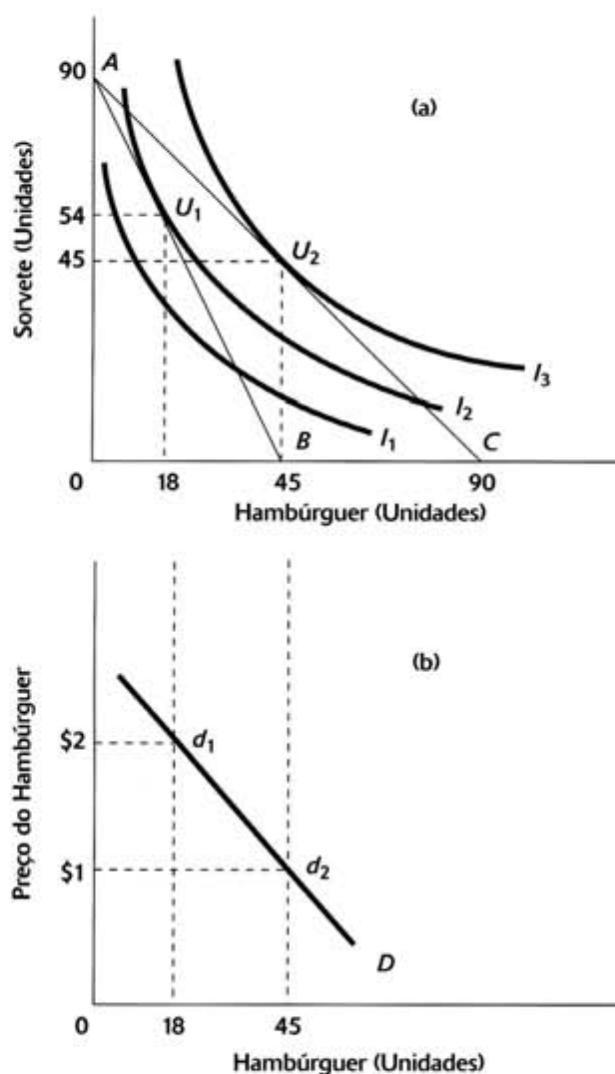 90
A
(a)
Sorvete (Unidades)
54
U1
45
U2
I3
I2
B
I1
C
0
18
45
90
Hambúrguer (Unidades)
(b)
Preço do Hambúrguer
$2
d1
$1
d2
D
0
18
45
Hambúrguer (Unidades)